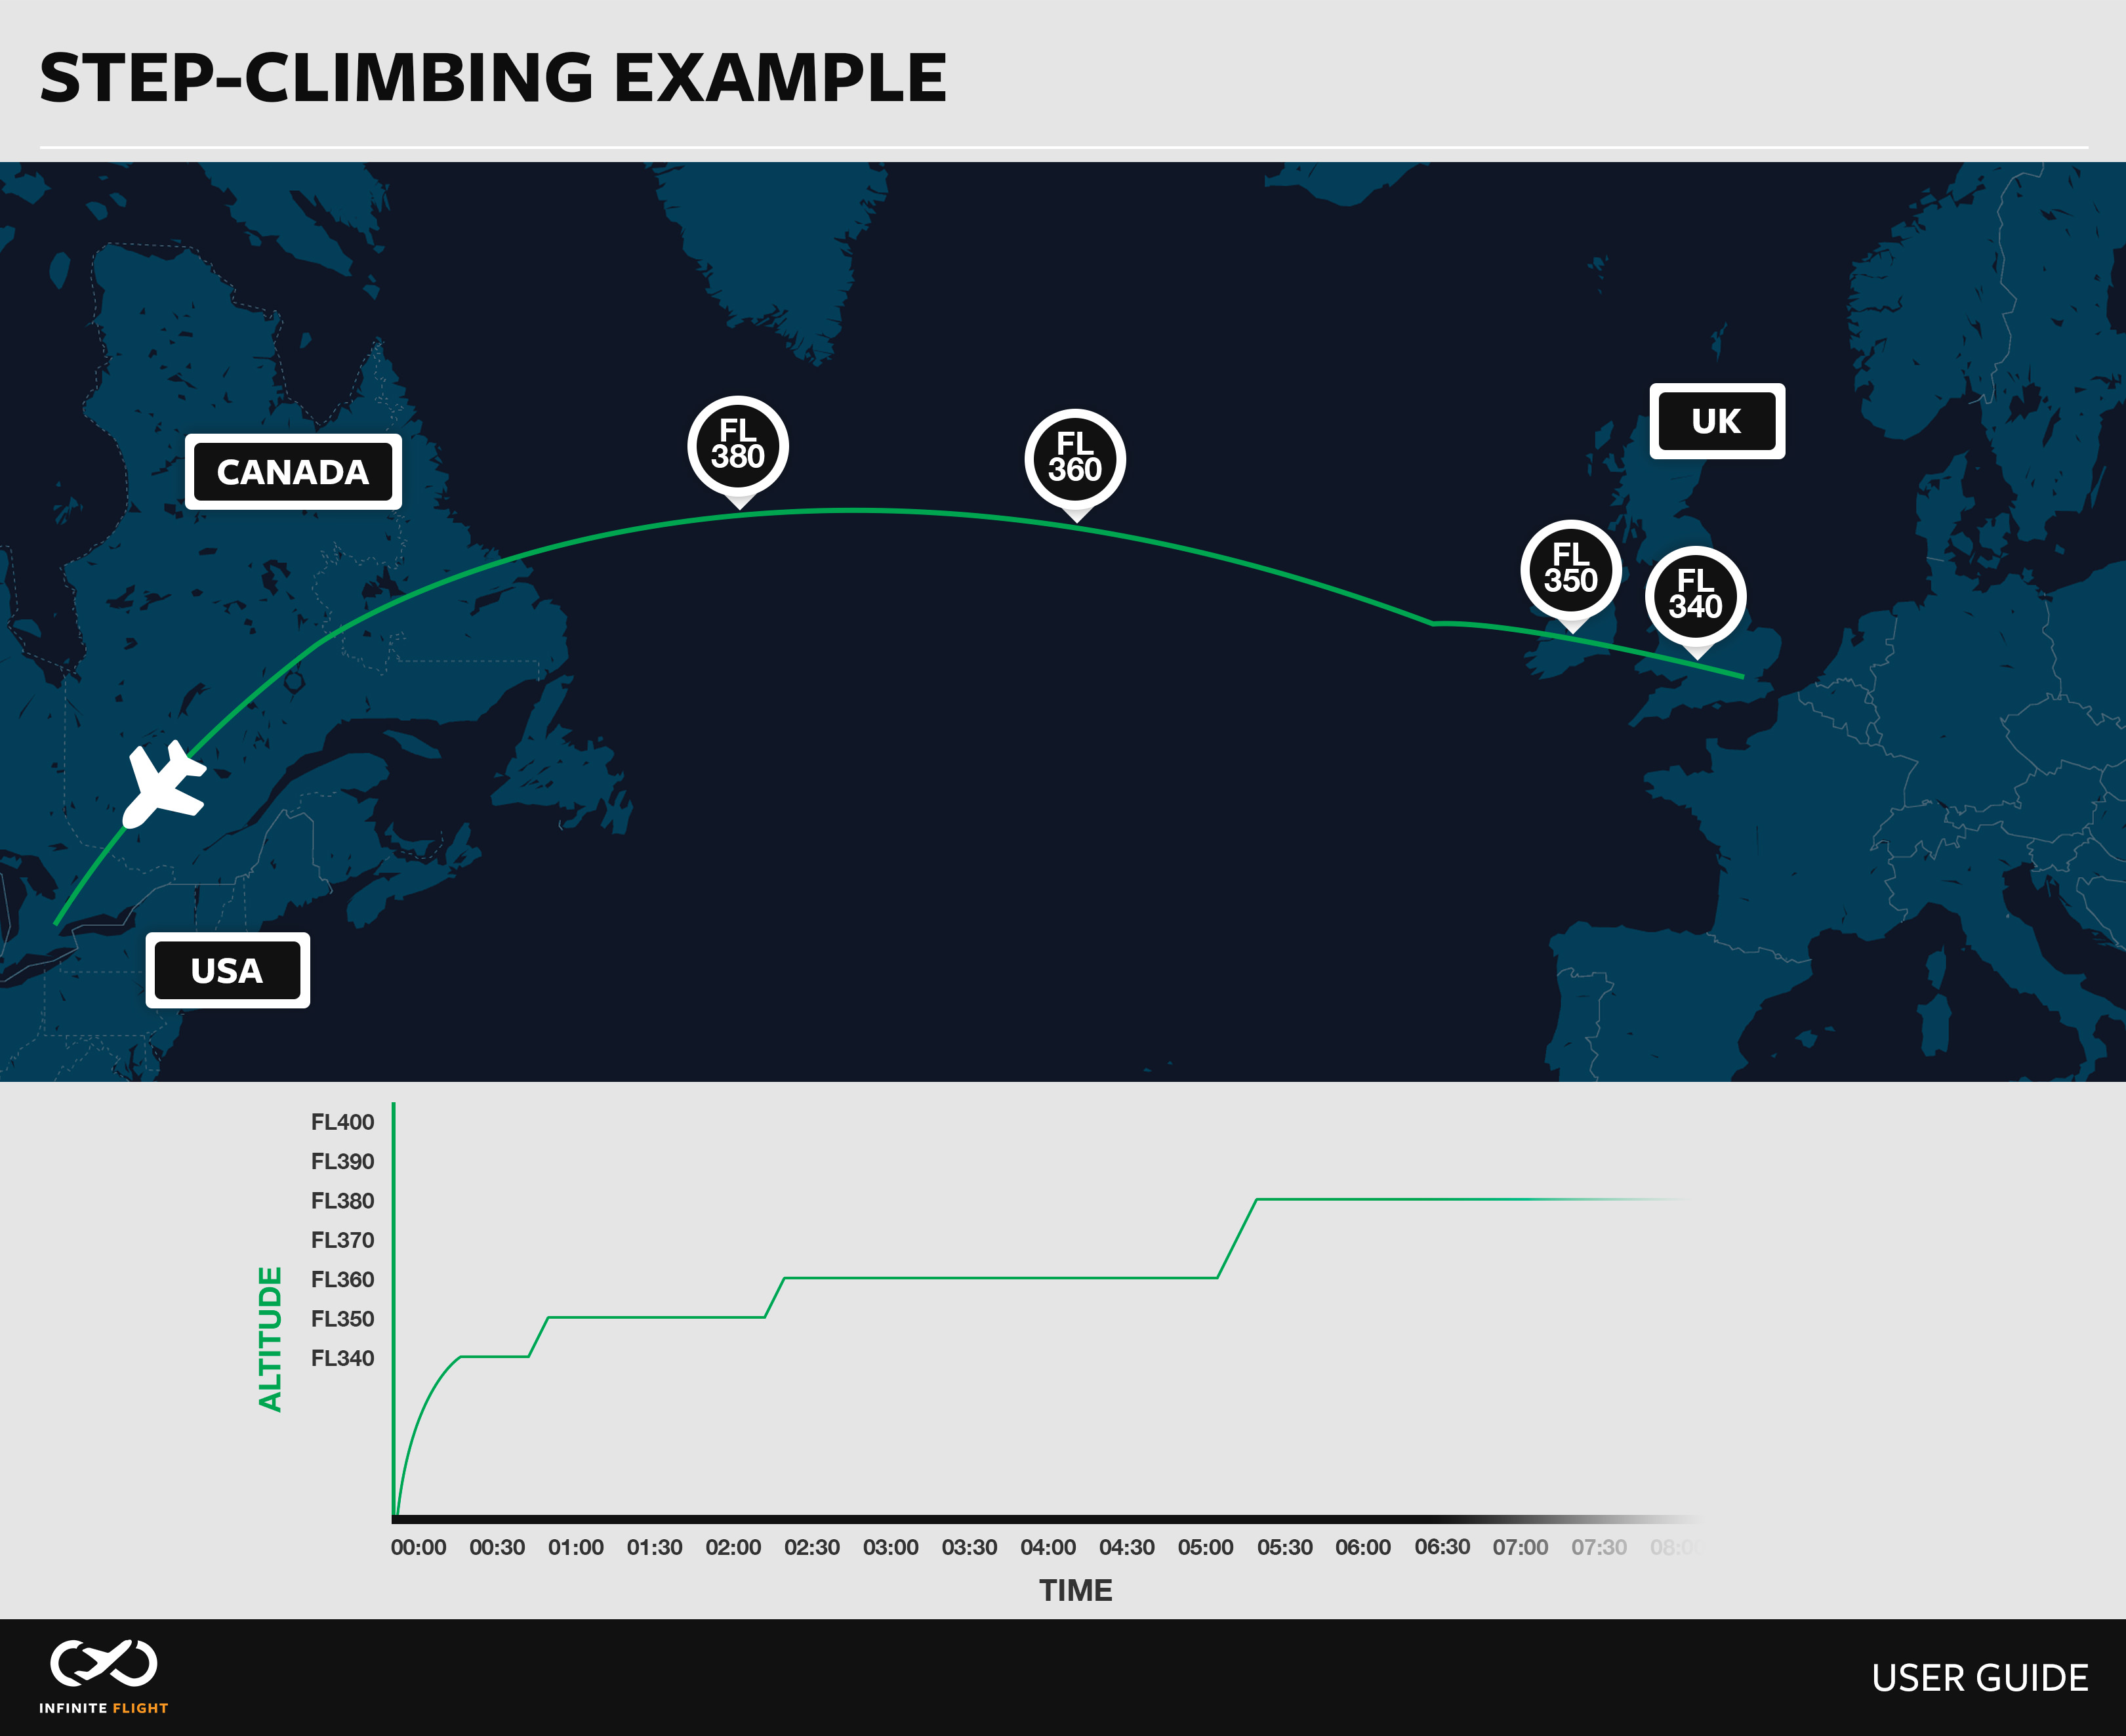 STEP-CLIMBING EXAMPLE
CANADA
FL
380
FL
360
UK
FL
350
FL
340
USA
FL400
FL390
FL380
FL370
FL360
FL350
FL340
ALTITUDE
00:00 00:30 01:00 01:30 02:00 02:30 03:00 03:30 04:00 04:30 05:00 05:30 06:00 06:30 07:00 07:30 08:00
TIME
INFINITE FLIGHT
USER GUIDE